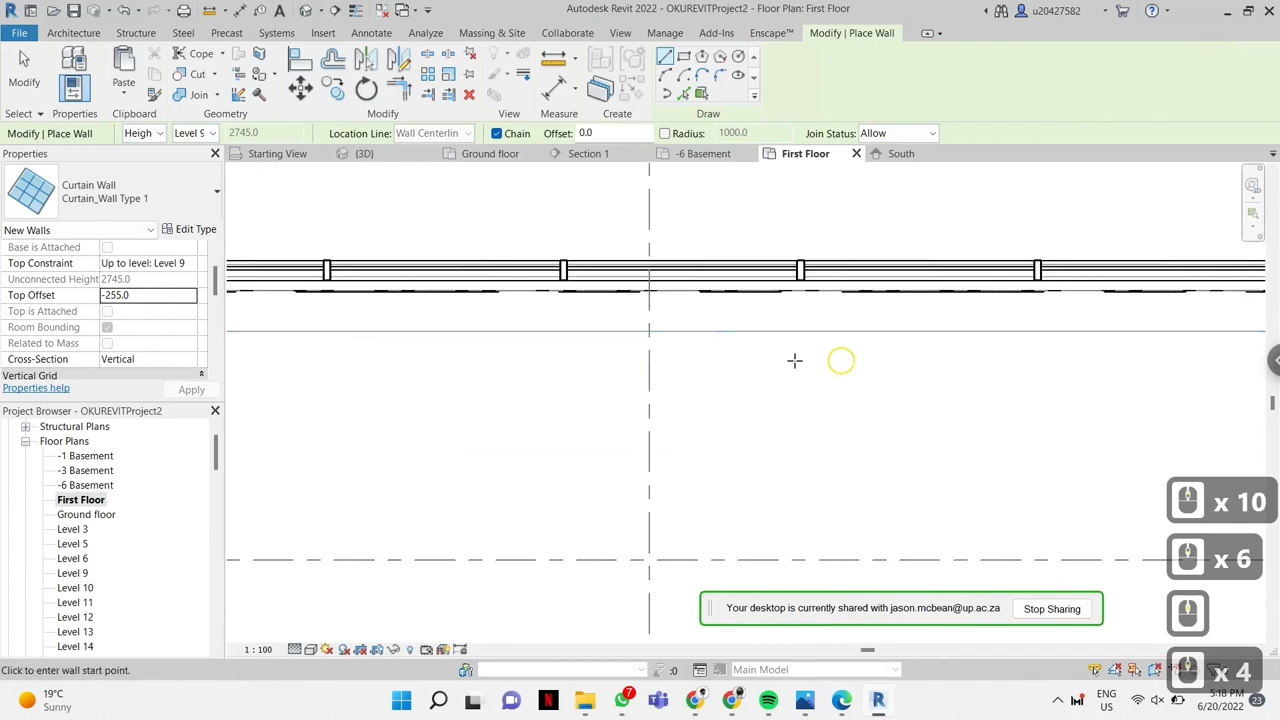 Autodesk Revit 2022 - OKUREVITProject2 - Floor Plan: First Floor
u20427582
File Architecture Structure Steel Precast Systems Insert Annotate Analyze Massing & Site Collaborate View Manage Add-Ins Enscape™ Modify | Place Wall
Modify Paste Cope Cut Join
Select Properties Clipboard Geometry Modify View Measure Create Draw
Modify | Place Wall Heigh Level 9 2745.0 Location Line: Wall Centerlin Chain Offset: 0.0 Radius: 1000.0 Join Status: Allow
Properties
Starting View {3D} Ground floor Section 1 -6 Basement First Floor South
Curtain Wall
Curtain_Wall Type 1
New Walls Edit Type
Base is Attached
Top Constraint Up to level: Level 9
Unconnected Height 2745.0
Top Offset -255.0
Top is Attached
Room Bounding
Related to Mass
Cross-Section Vertical
Vertical Grid
Properties help Apply
Project Browser - OKUREVITProject2
Structural Plans
Floor Plans
-1 Basement
-3 Basement
-6 Basement
First Floor
Ground floor
Level 3
Level 5
Level 6
Level 9
Level 10
Level 11
Level 12
Level 13
Level 14
x 10
x 6
x 4
Your desktop is currently shared with jason.mcbean@up.ac.za Stop Sharing
1 : 100
Click to enter wall start point. :0 Main Model
19°C
Sunny
7
ENG
US
5:18 PM
6/20/2022
23